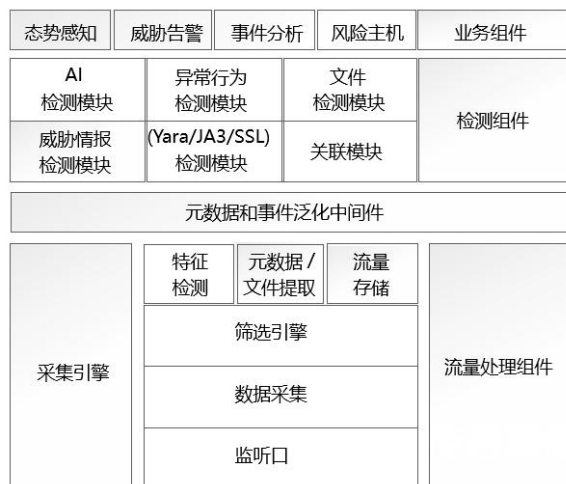 态势感知 威胁告警 事件分析 风险主机 业务组件
AI
检测模块
异常行为
检测模块
文件
检测模块
检测组件
威胁情报
检测模块
(Yara/JA3/SSL)
检测模块
关联模块
元数据和事件泛化中间件
采集引擎
特征
检测
元数据 /
文件提取
流量
存储
筛选引擎
数据采集
监听口
流量处理组件